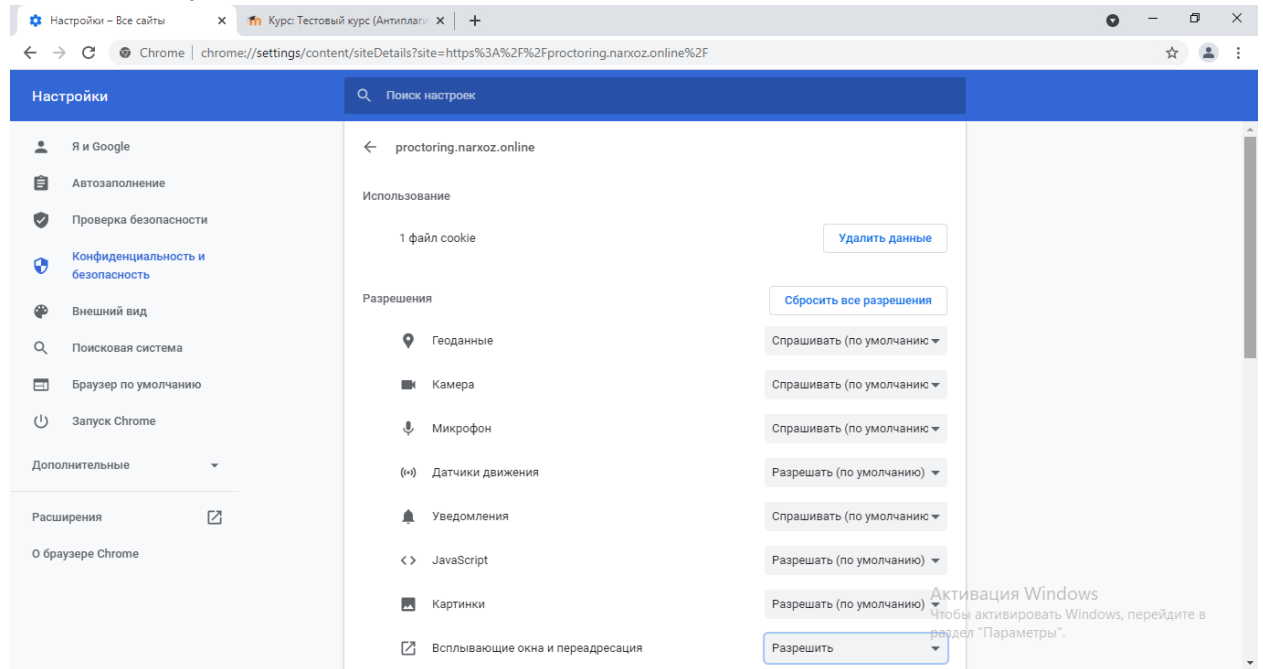 Настройки – Все сайты
Курс: Тестовый курс (Антиплаги
Chrome | chrome://settings/content/siteDetails?site=https%3A%2F%2Fproctoring.narxoz.online%2F
Настройки
Поиск настроек
Я и Google
Автозаполнение
Проверка безопасности
Конфиденциальность и
безопасность
Внешний вид
Поисковая система
Браузер по умолчанию
Запуск Chrome
Дополнительные
Расширения
О браузере Chrome
proctoring.narxoz.online
Использование
1 файл cookie
Удалить данные
Разрешения
Сбросить все разрешения
Геоданные
Спрашивать (по умолчанию
Камера
Спрашивать (по умолчанию
Микрофон
Спрашивать (по умолчанию
Датчики движения
Разрешать (по умолчанию)
Уведомления
Спрашивать (по умолчанию
JavaScript
Разрешать (по умолчанию)
Картинки
Разрешать (по умолчанию)
Всплывающие окна и переадресация
Разрешить
Активация Windows
Чтобы активировать Windows, перейдите в
раздел "Параметры".